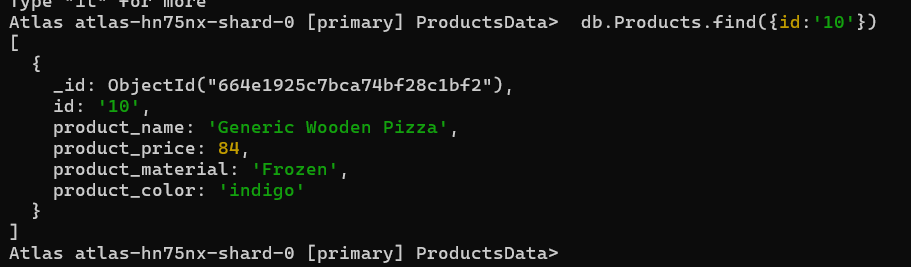 Type "it" for more
Atlas atlas-hn75nx-shard-0 [primary] ProductsData>  db.Products.find({id:'10'})
[
  {
    _id: ObjectId("664e1925c7bca74bf28c1bf2"),
    id: '10',
    product_name: 'Generic Wooden Pizza',
    product_price: 84,
    product_material: 'Frozen',
    product_color: 'indigo'
  }
]
Atlas atlas-hn75nx-shard-0 [primary] ProductsData>